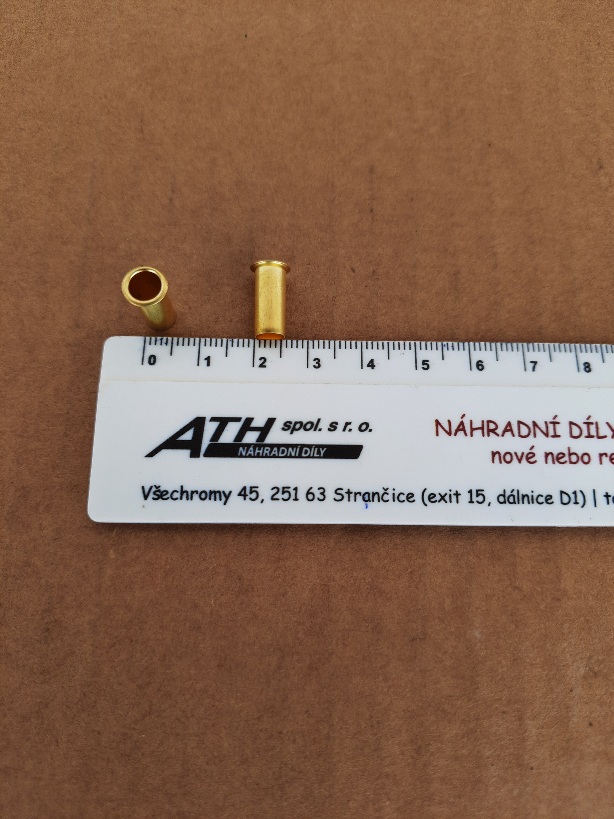 0 1 2 3 4 5 6 7 8
ATH spol. s r. o.
NÁHRADNÍ DÍLY
NÁHRADNÍ DÍLY
nové nebo re
Všechromy 45, 251 63 Strančice (exit 15, dálnice D1) | te